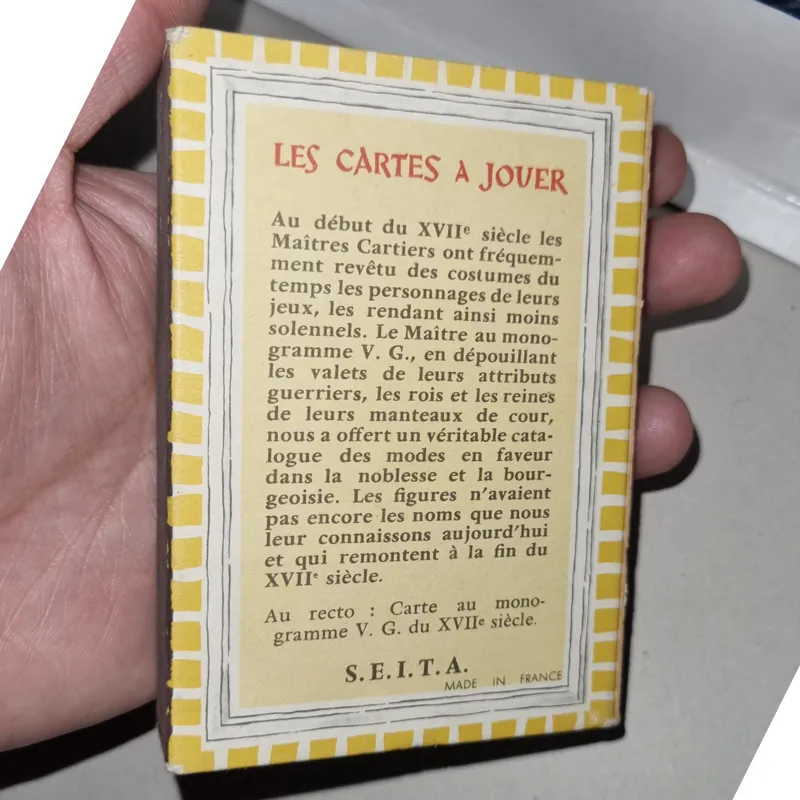 LES CARTES A JOUER
Au début du XVIIe siècle les
Maîtres Cartiers ont fréquem-
ment revêtu des costumes du
temps les personnages de leurs
jeux, les rendant ainsi moins
solennels. Le Maître au mono-
gramme V. G., en dépouillant
les valets de leurs attributs
guerriers, les rois et les reines
de leurs manteaux de cour,
nous a offert un véritable cata-
logue des modes en faveur
dans la noblesse et la bour-
geoisie. Les figures n'avaient
pas encore les noms que nous
leur connaissons aujourd'hui
et qui remontent à la fin du
XVIIe siècle.
Au recto : Carte au mono-
gramme V. G. du XVIIe siècle.
S.E.I.T.A.
MADE IN FRANCE